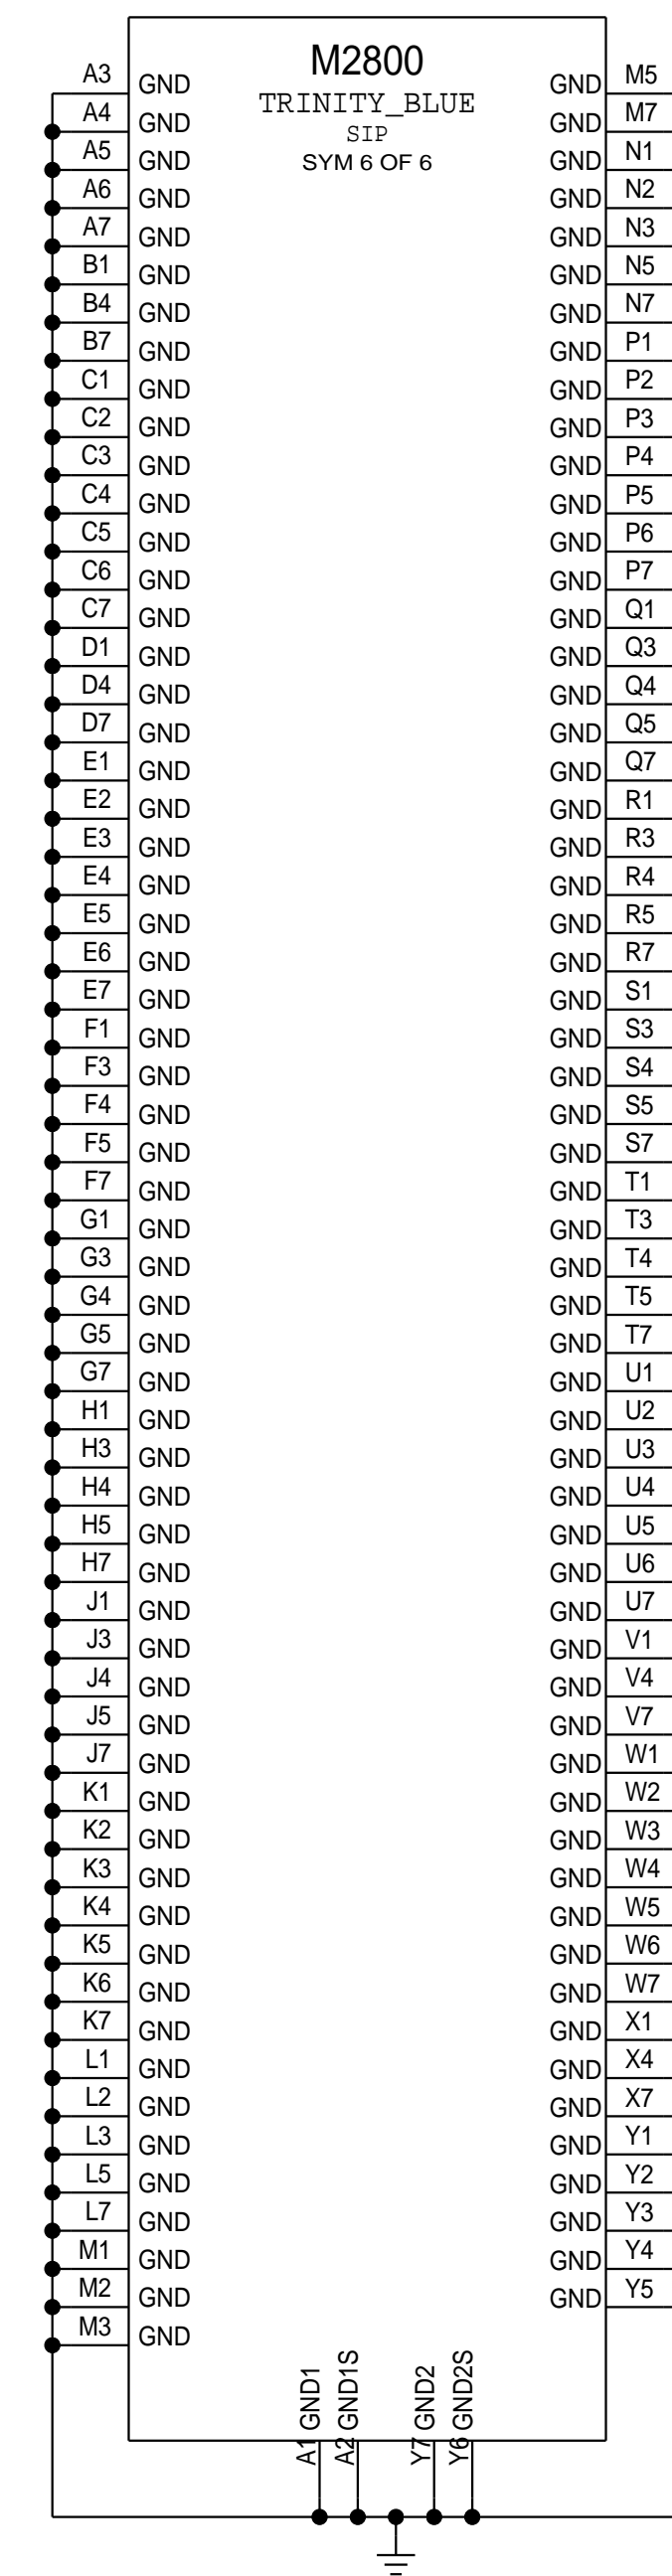 M2800
TRINITY_BLUE
SIP
SYM 6 OF 6
A3 GND GND M5
A4 GND GND M7
A5 GND GND N1
A6 GND GND N2
A7 GND GND N3
B1 GND GND N5
B4 GND GND N7
B7 GND GND P1
C1 GND GND P2
C2 GND GND P3
C3 GND GND P4
C4 GND GND P5
C5 GND GND P6
C6 GND GND P7
C7 GND GND Q1
D1 GND GND Q3
D4 GND GND Q4
D7 GND GND Q5
E1 GND GND Q7
E2 GND GND R1
E3 GND GND R3
E4 GND GND R4
E5 GND GND R5
E6 GND GND R7
E7 GND GND S1
F1 GND GND S3
F3 GND GND S4
F4 GND GND S5
F5 GND GND S7
F7 GND GND T1
G1 GND GND T3
G3 GND GND T4
G4 GND GND T5
G5 GND GND T7
G7 GND GND U1
H1 GND GND U2
H3 GND GND U3
H4 GND GND U4
H5 GND GND U5
H7 GND GND U6
J1 GND GND U7
J3 GND GND V1
J4 GND GND V4
J5 GND GND V7
J7 GND GND W1
K1 GND GND W2
K2 GND GND W3
K3 GND GND W4
K4 GND GND W5
K5 GND GND W6
K6 GND GND W7
K7 GND GND X1
L1 GND GND X4
L2 GND GND X7
L3 GND GND Y1
L5 GND GND Y2
L7 GND GND Y3
M1 GND GND Y4
M2 GND GND Y5
M3 GND
A1 GND1
A2 GND1S
Y7 GND2
Y6 GND2S